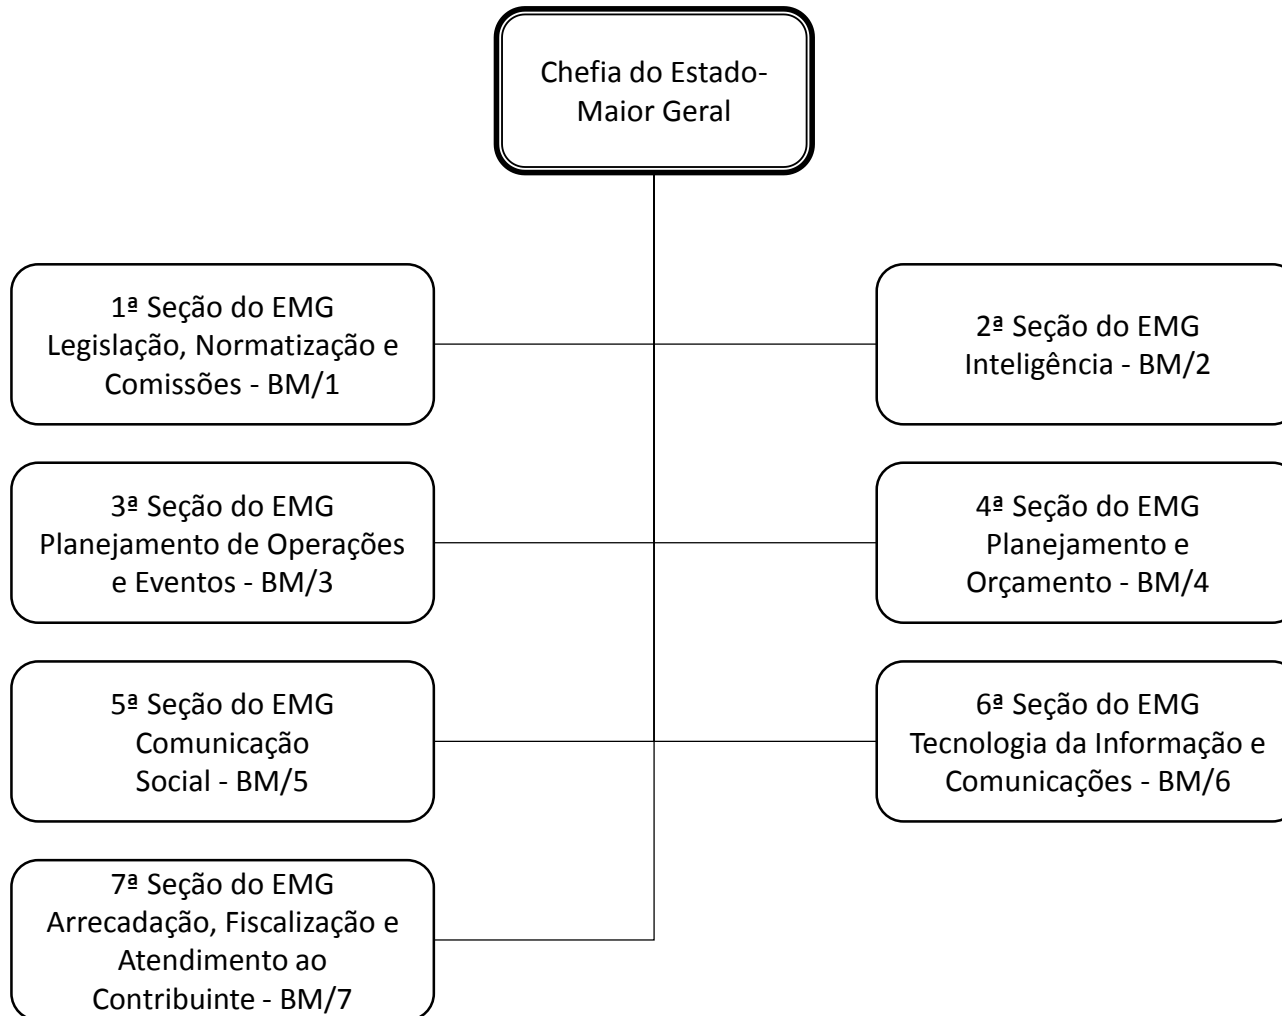 Chefia do Estado-
Maior Geral
1ª Seção do EMG
Legislação, Normatização e
Comissões - BM/1
2ª Seção do EMG
Inteligência - BM/2
3ª Seção do EMG
Planejamento de Operações
e Eventos - BM/3
4ª Seção do EMG
Planejamento e
Orçamento - BM/4
5ª Seção do EMG
Comunicação
Social - BM/5
6ª Seção do EMG
Tecnologia da Informação e
Comunicações - BM/6
7ª Seção do EMG
Arrecadação, Fiscalização e
Atendimento ao
Contribuinte - BM/7